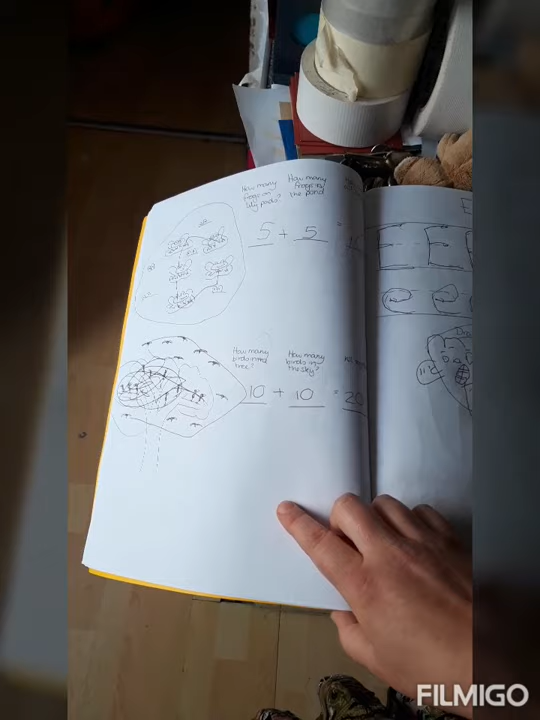 How many
frogs on
lily pads?
How many
frogs in
the pond
5 + 5 =
How many
birds in the
tree?
How many
birds in
the sky?
10 + 10 = 20
E E E
e e e
FILMIGO